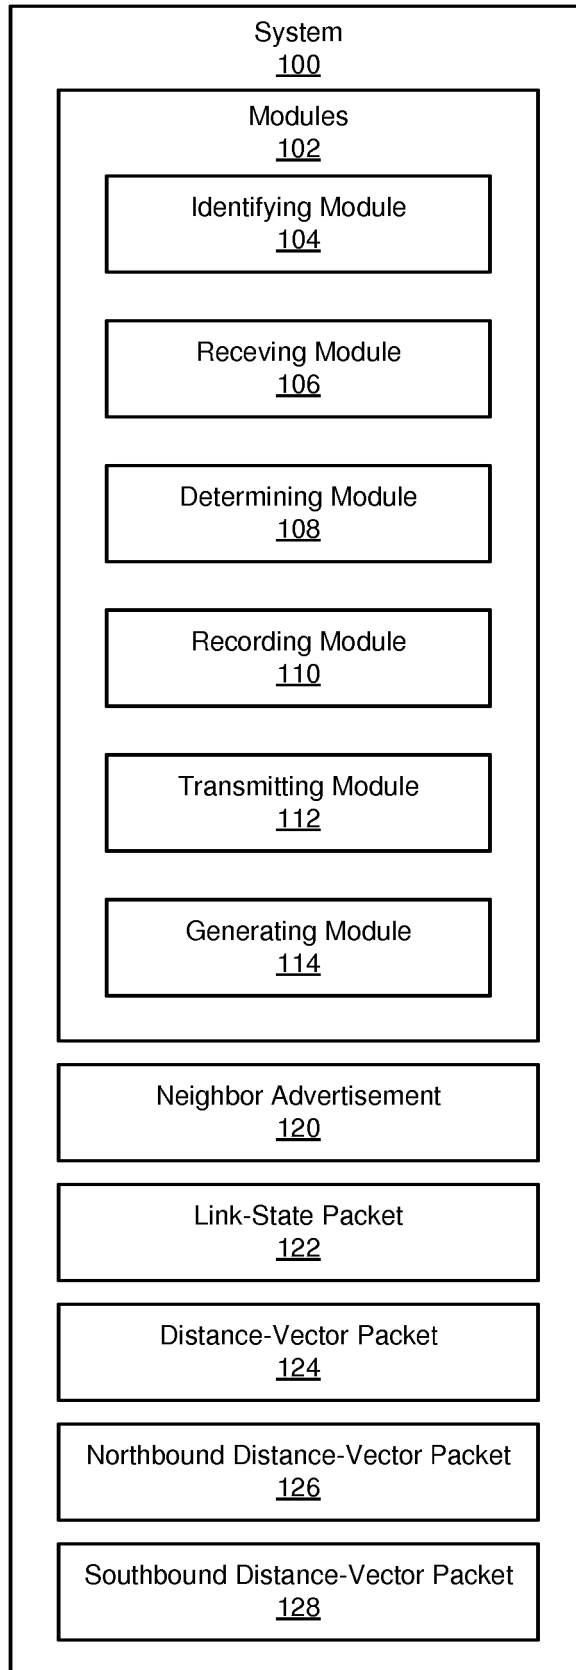 System
100
Modules
102
Identifying Module
104
Receving Module
106
Determining Module
108
Recording Module
110
Transmitting Module
112
Generating Module
114
Neighbor Advertisement
120
Link-State Packet
122
Distance-Vector Packet
124
Northbound Distance-Vector Packet
126
Southbound Distance-Vector Packet
128